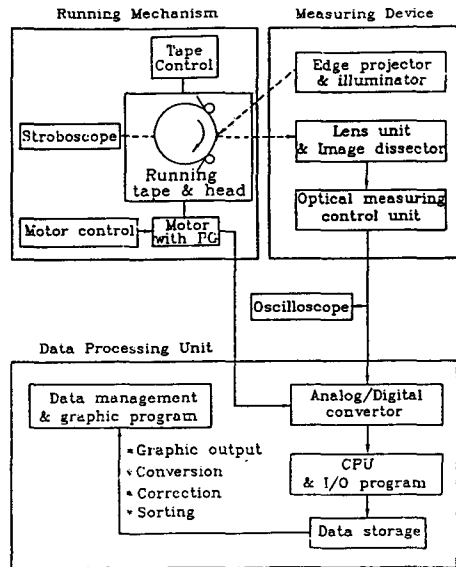 Running Mechanism
Measuring Device
Tape
Control
Edge projector
& illuminator
Stroboscope
Lens unit
& Image dissector
Running
tape & head
Optical measuring
control unit
Motor control
Motor
with PG
Oscilloscope
Data Processing Unit
Data management
& graphic program
Analog/Digital
convertor
* Graphic output
* Conversion
* Correction
* Sorting
CPU
& I/O program
Data storage